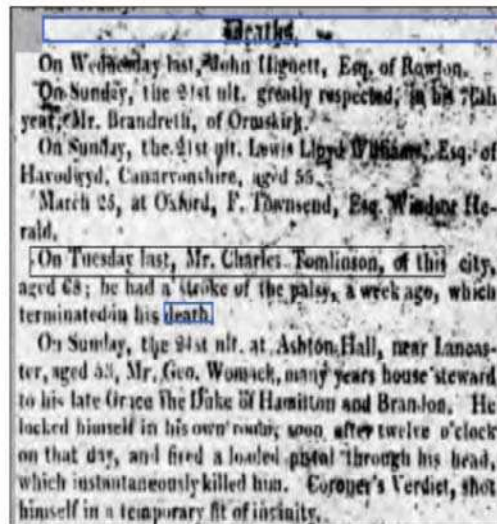 Deaths.
On Wednesday last, John Hignett, Esq. of Rowton.
On Sunday, the 21st ult. greatly respected, in his
year, Mr. Brandreth, of Ormskirk.
On Sunday, the 21st ult. Lewis Lloyd Williams, Esq. of
Havodwyd, Canarvonshire, aged 55.
March 25, at Oxford, F. Townsend, Esq. Windsor He-
rald.
On Tuesday last, Mr. Charles Tomlinson, of this city,
aged 68; he had a stroke of the palsy, a week ago, which
terminated in his death.
On Sunday, the 21st ult. at Ashton Hall, near Lancas-
ter, aged 53, Mr. Geo. Womack, many years house steward
to his late Grace the Duke of Hamilton and Brandon. He
locked himself in his own room, soon after twelve o'clock
on that day, and fired a loaded pistol through his head,
which instantaneously killed him. Coroner's Verdict, shot
himself in a temporary fit of insanity.